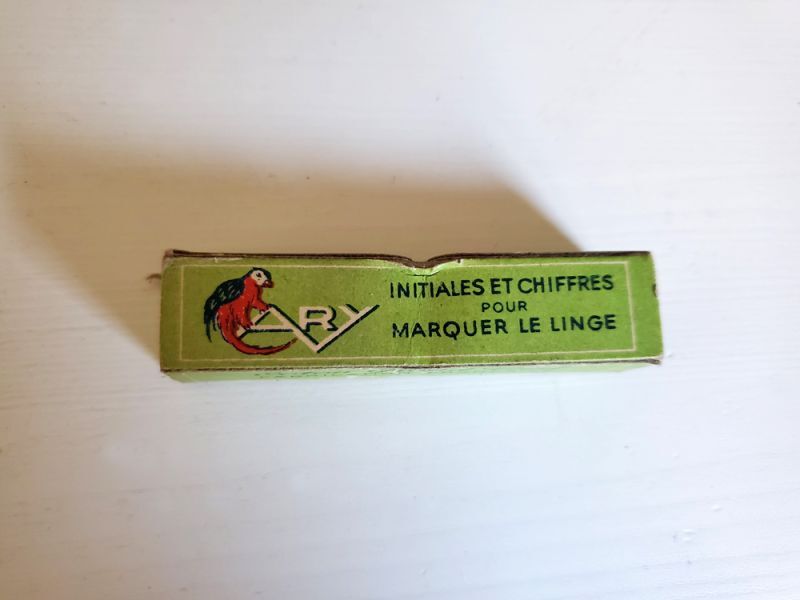 ARY
INITIALES ET CHIFFRES
POUR
MARQUER LE LINGE